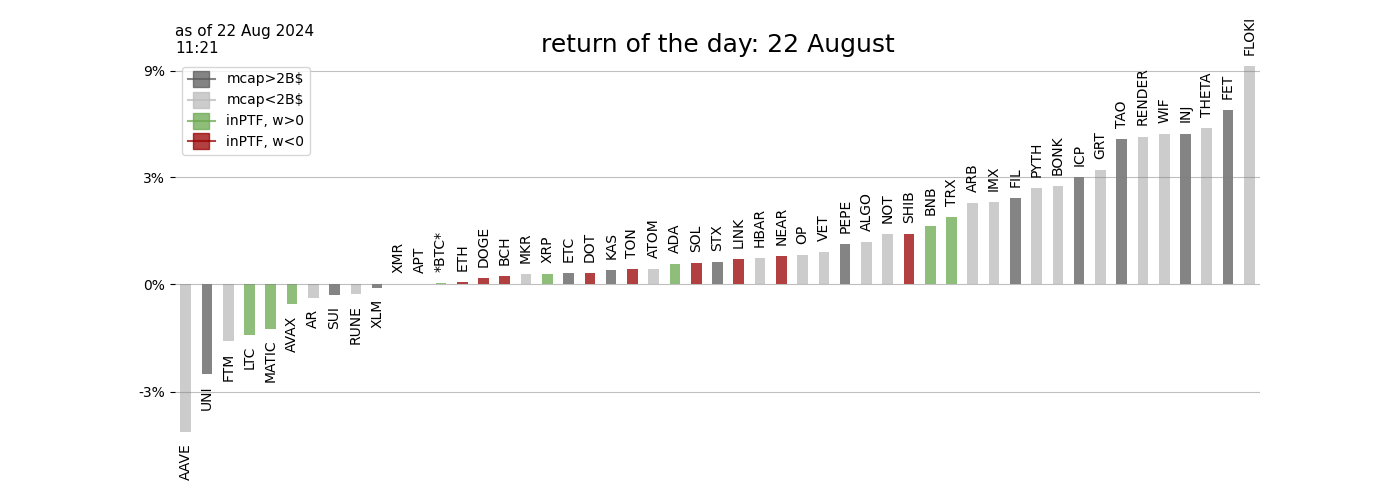 as of 22 Aug 2024
11:21
return of the day: 22 August
mcap>2B$
mcap<2B$
inPTF, w>0
inPTF, w<0
9%
3%
0%
-3%
AAVE
UNI
FTM
LTC
MATIC
AVAX
AR
SUI
RUNE
XLM
XMR
APT
*BTC*
ETH
DOGE
BCH
MKR
XRP
ETC
DOT
KAS
TON
ATOM
ADA
SOL
STX
LINK
HBAR
NEAR
OP
VET
PEPE
ALGO
NOT
SHIB
BNB
TRX
ARB
IMX
FIL
PYTH
BONK
ICP
GRT
TAO
RENDER
WIF
INJ
THETA
FET
FLOKI